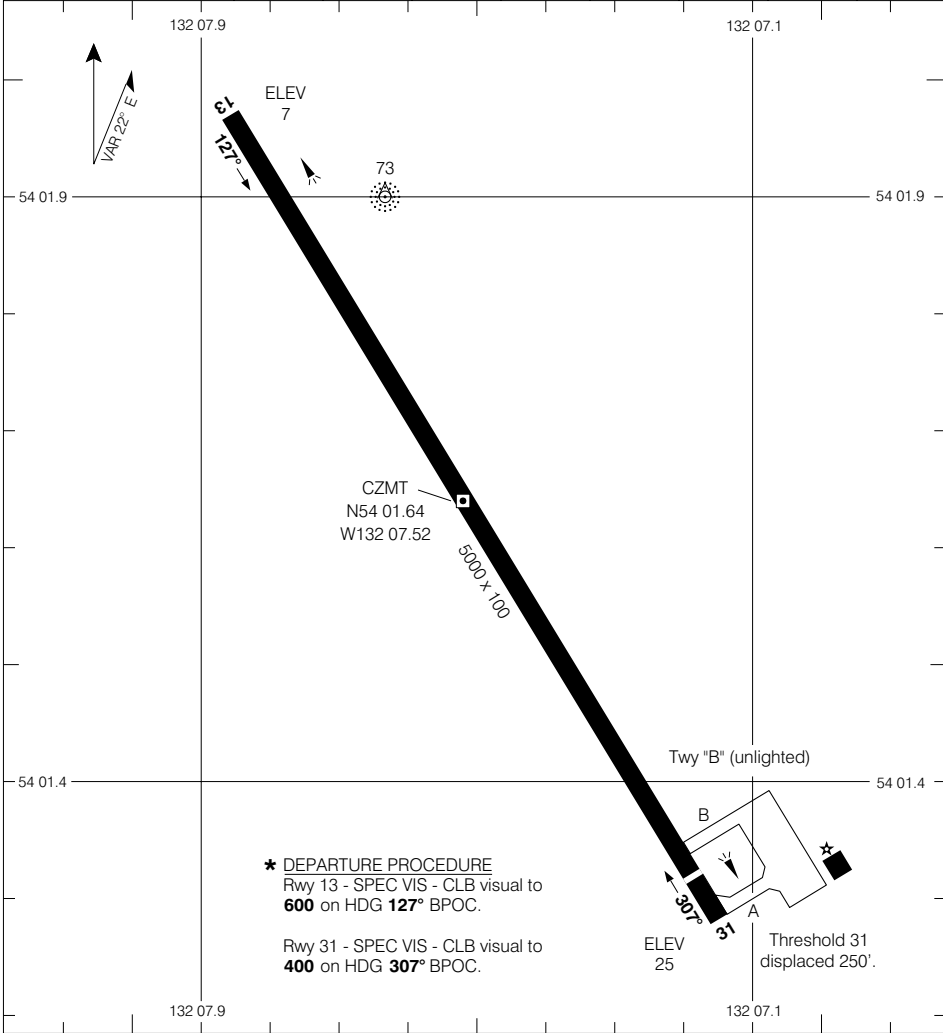 132 07.9
132 07.1
VAR 22° E
13
ELEV
7
127°
73
54 01.9
54 01.9
CZMT
N54 01.64
W132 07.52
5000 x 100
Twy "B" (unlighted)
54 01.4
54 01.4
B
* DEPARTURE PROCEDURE
Rwy 13 - SPEC VIS - CLB visual to
600 on HDG 127° BPOC.
Rwy 31 - SPEC VIS - CLB visual to
400 on HDG 307° BPOC.
307°
31
A
ELEV
25
Threshold 31
displaced 250'.
132 07.9
132 07.1